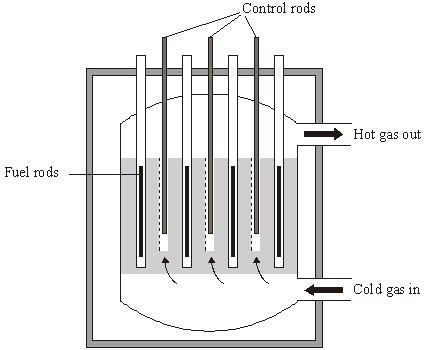 Control rods
Hot gas out
Fuel rods
Cold gas in